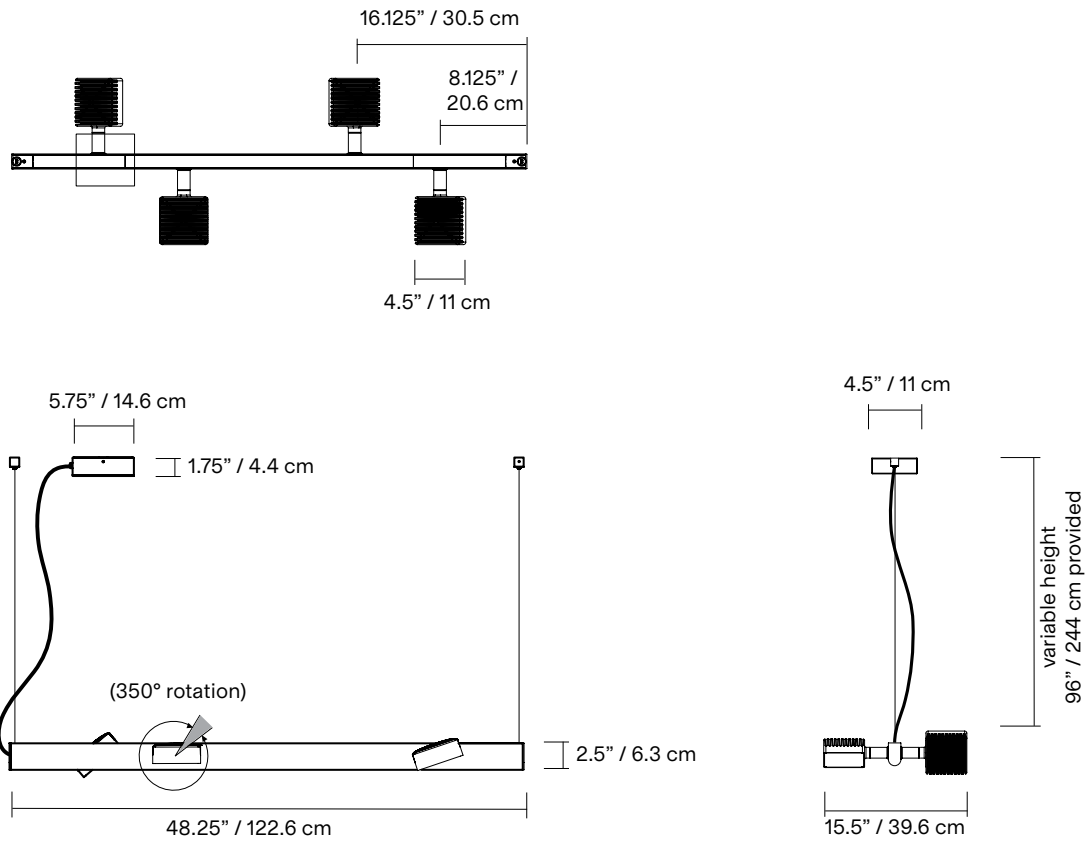 16.125” / 30.5 cm
8.125” /
20.6 cm
4.5” / 11 cm
5.75” / 14.6 cm
1.75” / 4.4 cm
4.5” / 11 cm
variable height
96” / 244 cm provided
(350° rotation)
2.5” / 6.3 cm
48.25” / 122.6 cm
15.5” / 39.6 cm